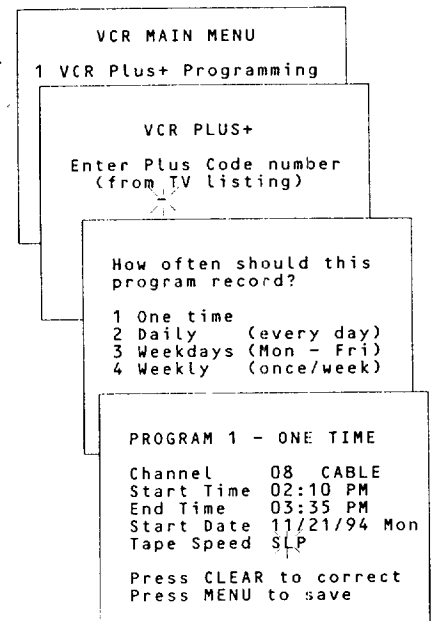 VCR MAIN MENU
1 VCR Plus+ Programming
VCR PLUS+
Enter Plus Code number
(from TV listing)
-
How often should this
program record?
1 One time
2 Daily (every day)
3 Weekdays (Mon - Fri)
4 Weekly (once/week)
PROGRAM 1 - ONE TIME
Channel 08 CABLE
Start Time 02:10 PM
End Time 03:35 PM
Start Date 11/21/94 Mon
Tape Speed SLP
Press CLEAR to correct
Press MENU to save